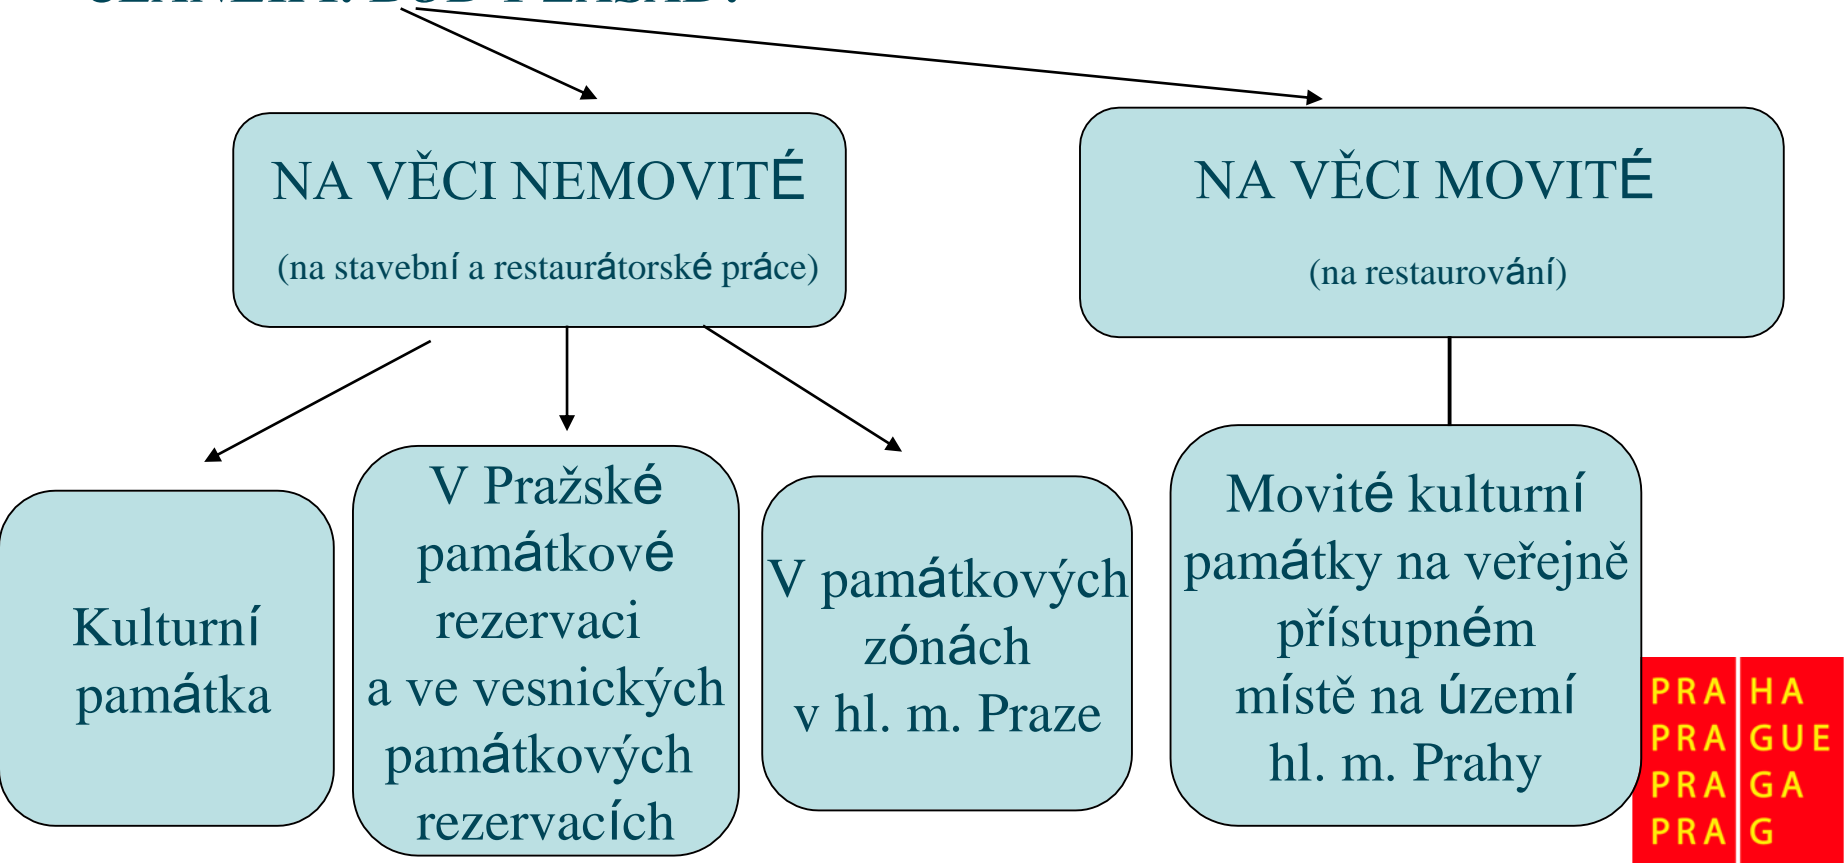 NA VĚCI NEMOVITÉ
(na stavební a restaurátorské práce)
NA VĚCI MOVITÉ
(na restaurování)
Kulturní
památka
V Pražské
památkové
rezervaci
a ve vesnických
památkových
rezervacích
V památkových
zónách
v hl. m. Praze
Movité kulturní
památky na veřejně
přístupném
místě na území
hl. m. Prahy
PRA HA
PRA GUE
PRA GA
PRA G